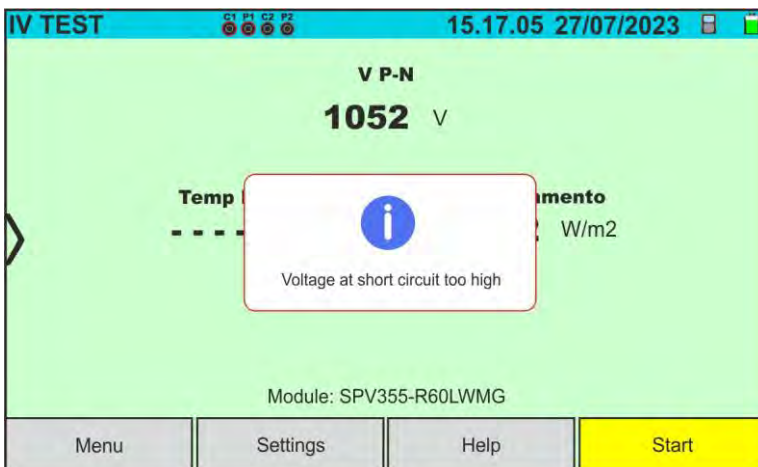 IV TEST C1 P1 C2 P2 15.17.05 27/07/2023
V P-N
1052 V
Temp
W/m2
Voltage at short circuit too high
Module: SPV355-R60LWMG
Menu Settings Help Start